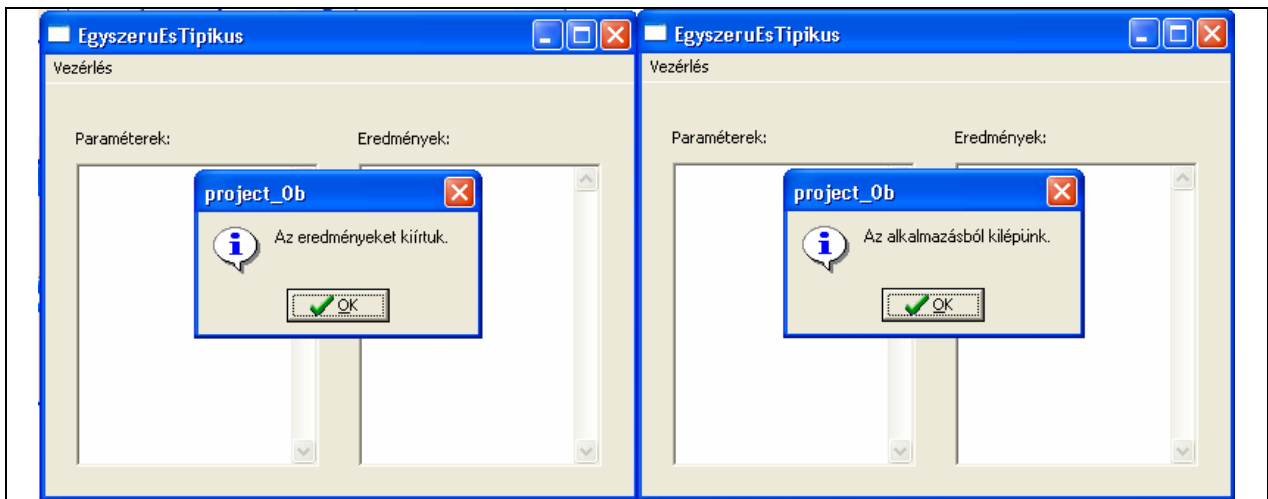 EgyszeruEsTipikus
Vezérlés
Paraméterek:
Eredmények:
project_0b
Az eredményeket kiírtuk.
OK
EgyszeruEsTipikus
Vezérlés
Paraméterek:
Eredmények:
project_0b
Az alkalmazásból kilépünk.
OK